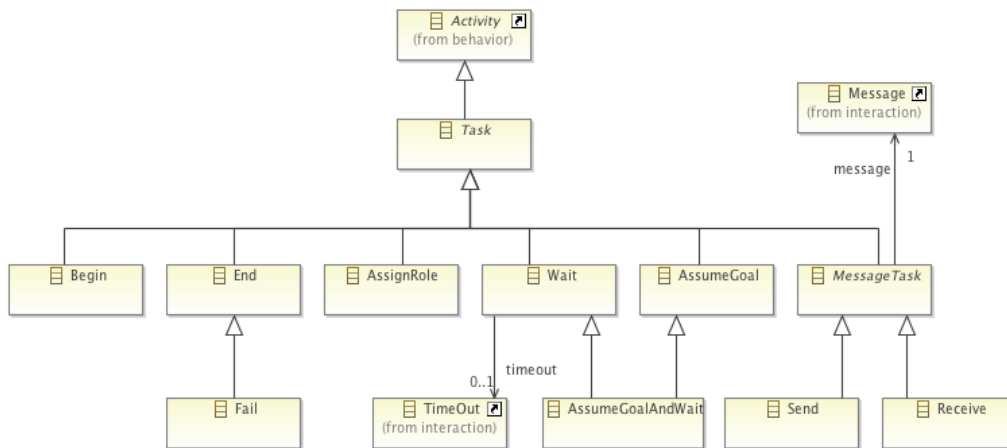 Activity
(from behavior)
Message
(from interaction)
Task
1
message
Begin
End
AssignRole
Wait
AssumeGoal
MessageTask
timeout
0..1
Fail
TimeOut
(from interaction)
AssumeGoalAndWait
Send
Receive